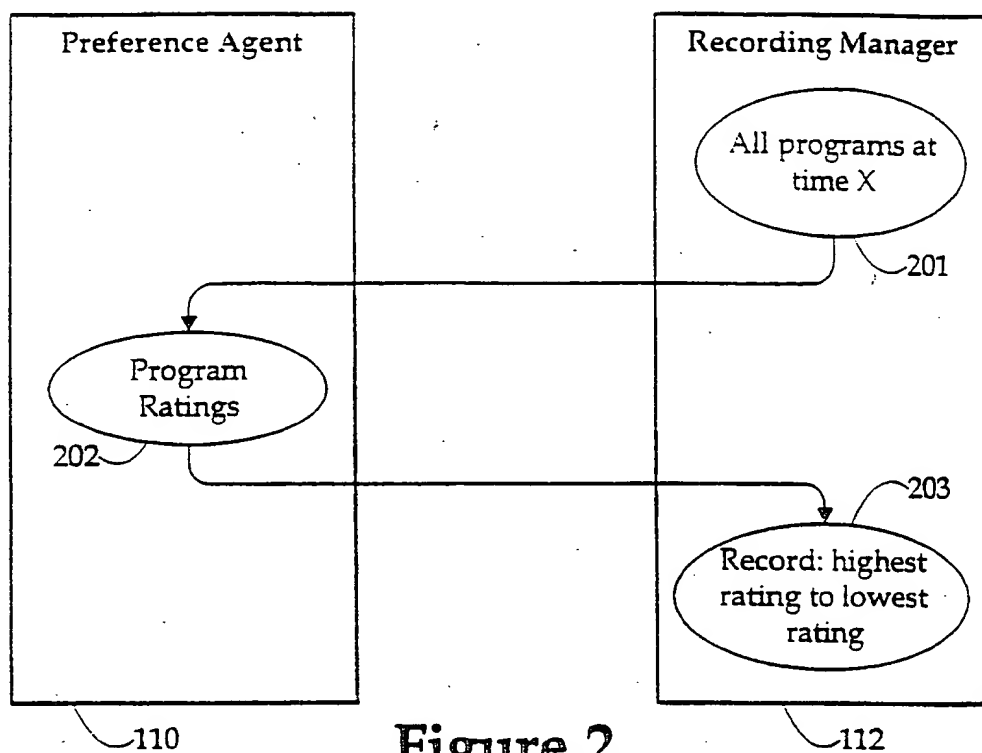 Preference Agent
Recording Manager
All programs at
time X
201
Program
Ratings
202
203
Record: highest
rating to lowest
rating
110
112
Figure 2